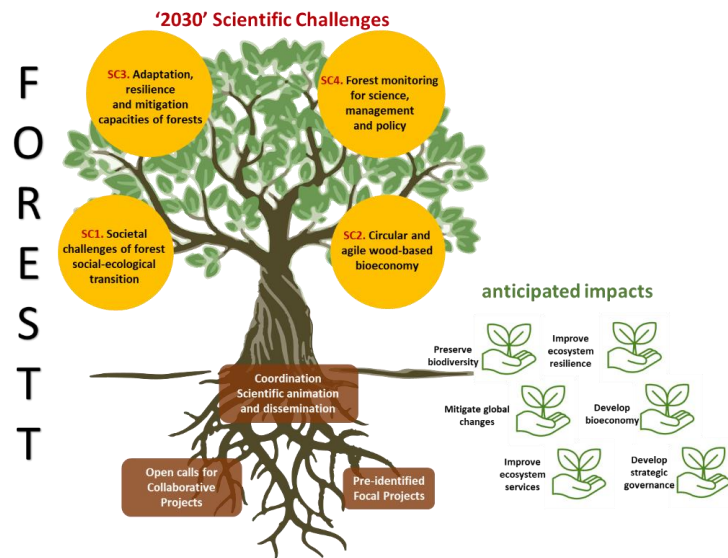 ‘2030’ Scientific Challenges
FORESTT
SC3. Adaptation,
resilience
and mitigation
capacities of forests
SC4. Forest monitoring
for science,
management
and policy
SC1. Societal
challenges of forest
social-ecological
transition
SC2. Circular and
agile wood-based
bioeconomy
anticipated impacts
Preserve
biodiversity
Improve
ecosystem
resilience
Mitigate global
changes
Develop
bioeconomy
Improve
ecosystem
services
Develop
strategic
governance
Coordination
Scientific animation
and dissemination
Open calls for
Collaborative
Projects
Pre-identified
Focal Projects